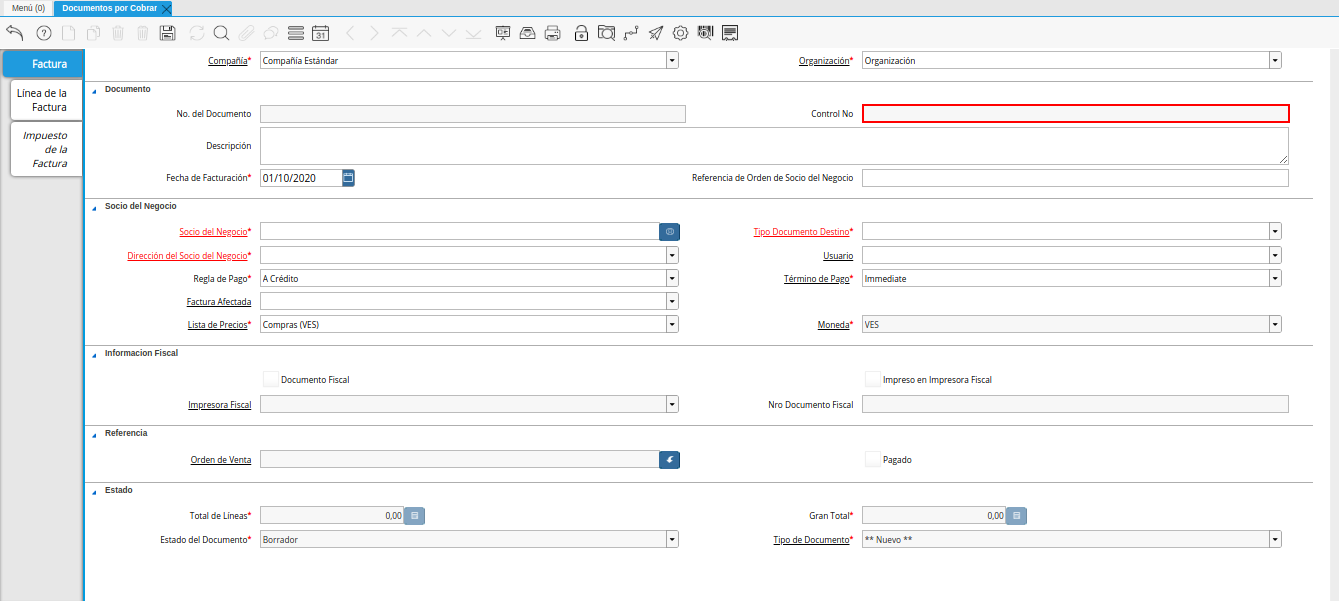 Menú (0) Documentos por Cobrar
31
Factura
Línea de la
Factura
Impuesto
de la
Factura
Compañía* Compañía Estándar Organización* Organización
Documento
No. del Documento Control No
Descripción
Fecha de Facturación* 01/10/2020 Referencia de Orden de Socio del Negocio
Socio del Negocio
Socio del Negocio* Tipo Documento Destino*
Dirección del Socio del Negocio* Usuario
Regla de Pago* A Crédito Término de Pago* Immediate
Factura Afectada
Lista de Precios* Compras (VES) Moneda* VES
Informacion Fiscal
Documento Fiscal Impreso en Impresora Fiscal
Impresora Fiscal Nro Documento Fiscal
Referencia
Orden de Venta Pagado
Estado
Total de Líneas* 0,00 Gran Total* 0,00
Estado del Documento* Borrador Tipo de Documento* ** Nuevo **